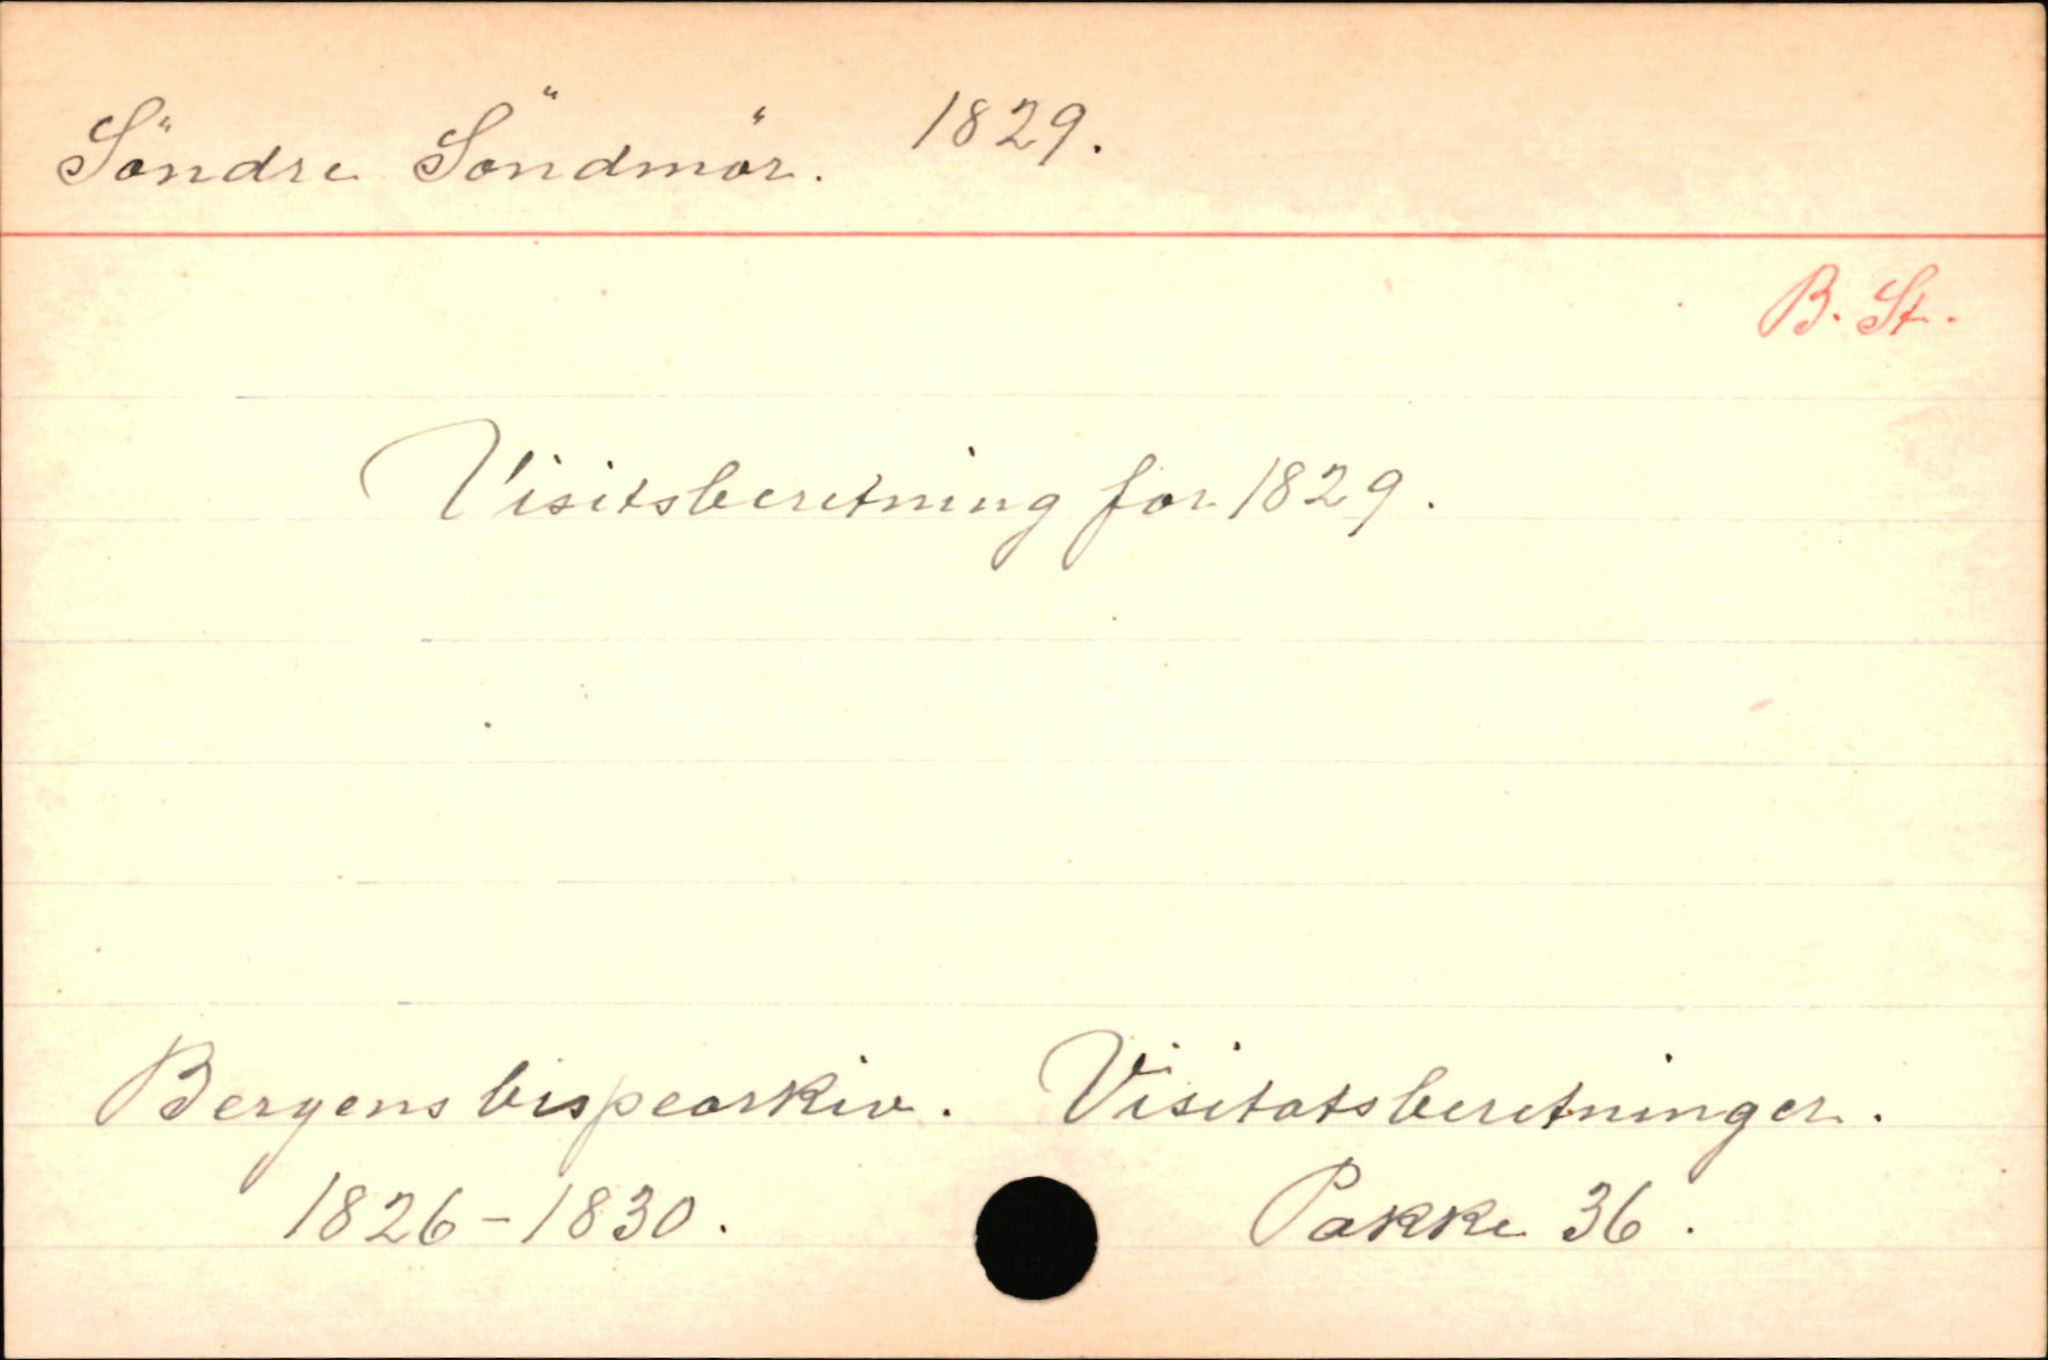 Söndre Söndmör. 1829.
B. St.
Visitsberetning for 1829.
Bergens bispearkiv. Visitatsberetninger.
1826-1830. Pakke 36.